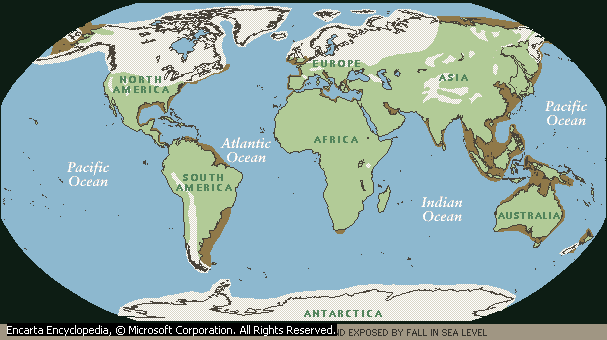 NORTH
AMERICA
EUROPE
ASIA
Pacific
Ocean
Atlantic
Ocean
AFRICA
Pacific
Ocean
SOUTH
AMERICA
Indian
Ocean
AUSTRALIA
ANTARCTICA
Encarta Encyclopedia, © Microsoft Corporation. All Rights Reserved.
EXPOSED BY FALL IN SEA LEVEL